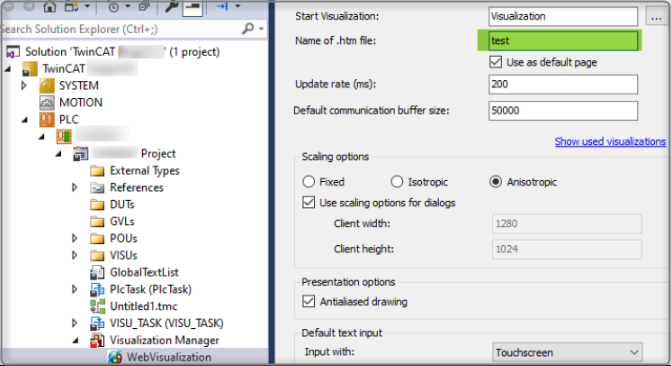 Search Solution Explorer (Ctrl+;)
Solution 'TwinCAT (1 project)
TwinCAT
SYSTEM
MOTION
PLC
Project
External Types
References
DUTs
GVLs
POUs
VISUs
GlobalTextList
PlcTask (PlcTask)
Untitled1.tmc
VISU_TASK (VISU_TASK)
Visualization Manager
WebVisualization
Start Visualization:
Visualization
...
Name of .htm file:
test
Use as default page
Update rate (ms):
200
Default communication buffer size:
50000
Show used visualizations
Scaling options
Fixed
Isotropic
Anisotropic
Use scaling options for dialogs
Client width:
1280
Client height:
1024
Presentation options
Antialiased drawing
Default text input
Input with:
Touchscreen